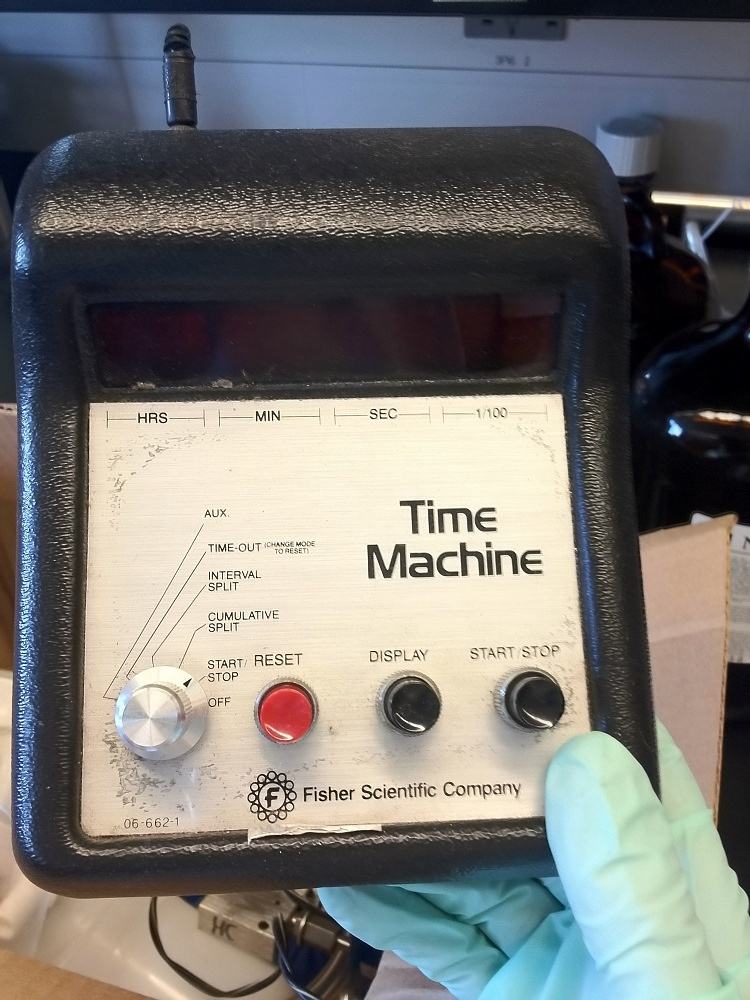 HRS MIN SEC 1/100
AUX.
TIME-OUT (CHANGE MODE
TO RESET)
INTERVAL
SPLIT
CUMULATIVE
SPLIT
START/
STOP
OFF
Time
Machine
RESET
DISPLAY
START/STOP
F
Fisher Scientific Company
06-662-1
HC